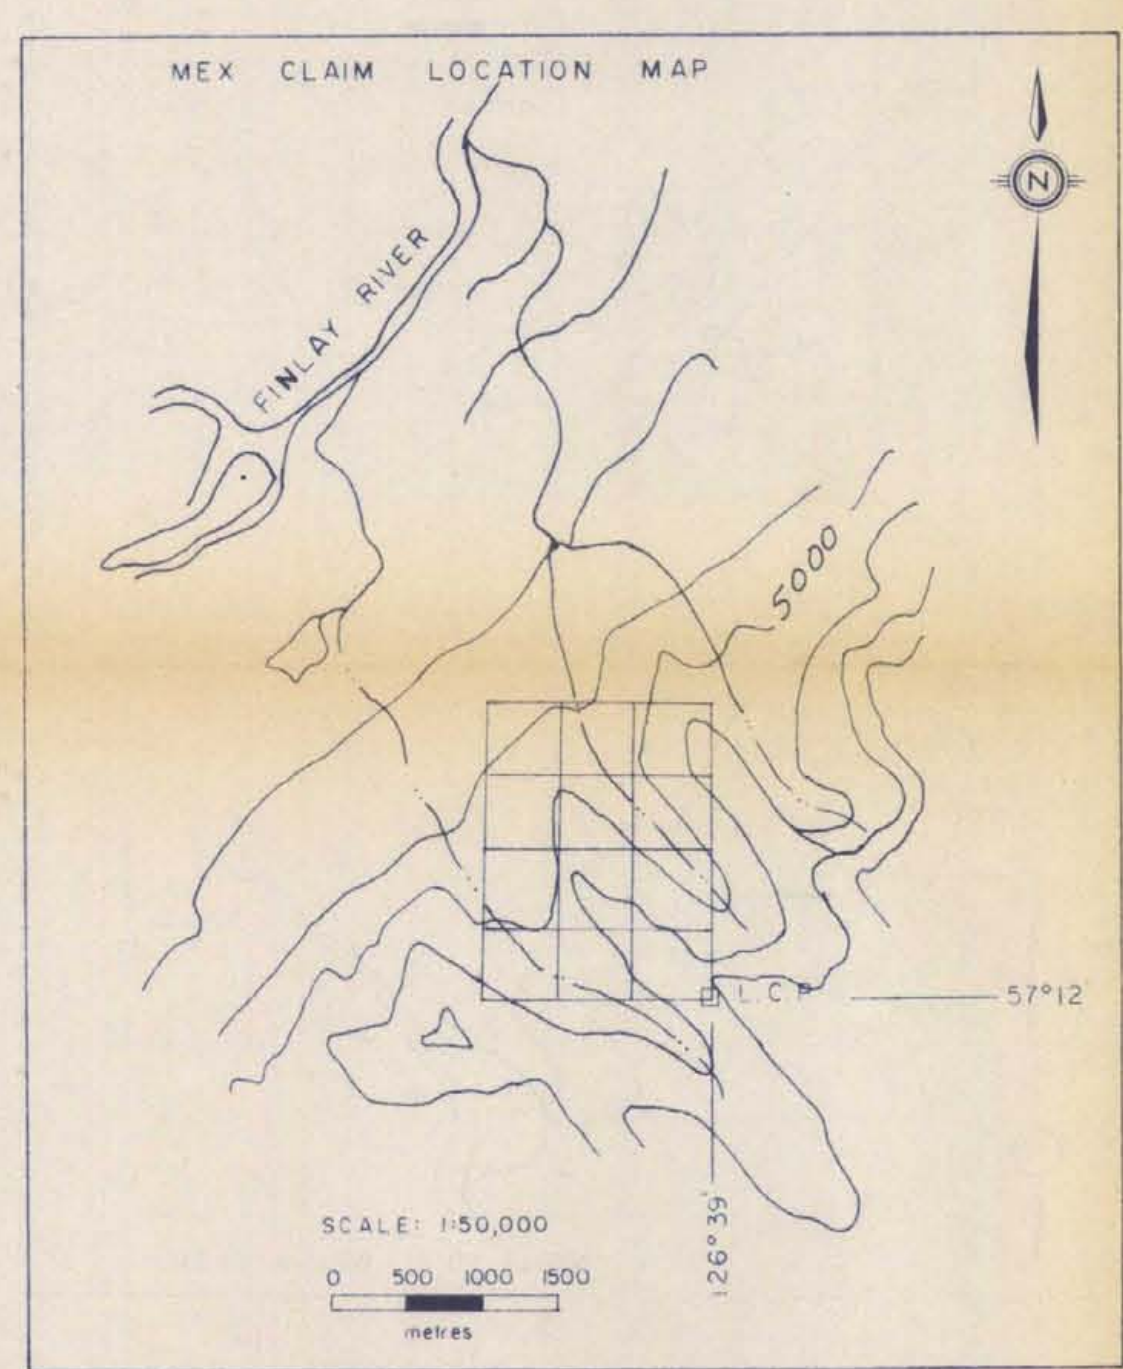 MEX CLAIM LOCATION MAP
N
FINLAY RIVER
5000
L.C.P
57°12
126°39'
SCALE: 1:50,000
0 500 1000 1500
metres